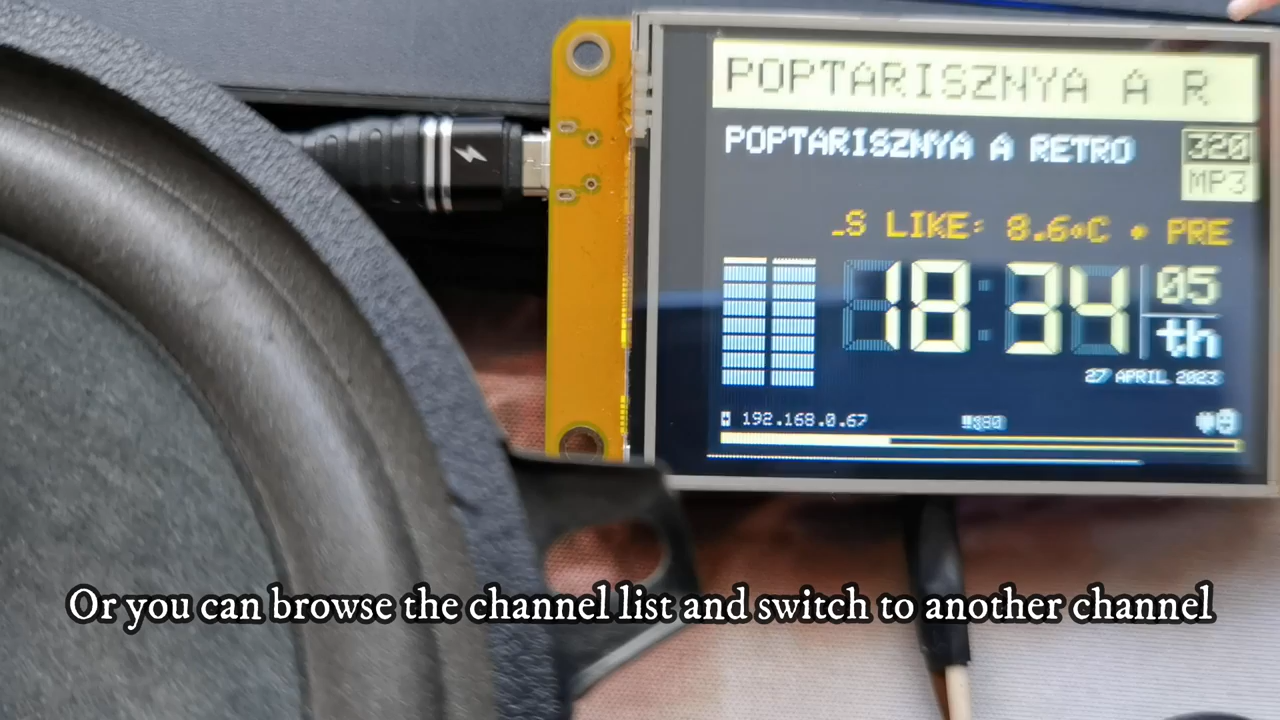 POPTARISZNYA A R
POPTARISZNYA A RETRO
320
MP3
S LIKE: 8.6°C • PRE
18:34
05
th
27 APRIL 2023
192.168.0.67
Or you can browse the channel list and switch to another channel